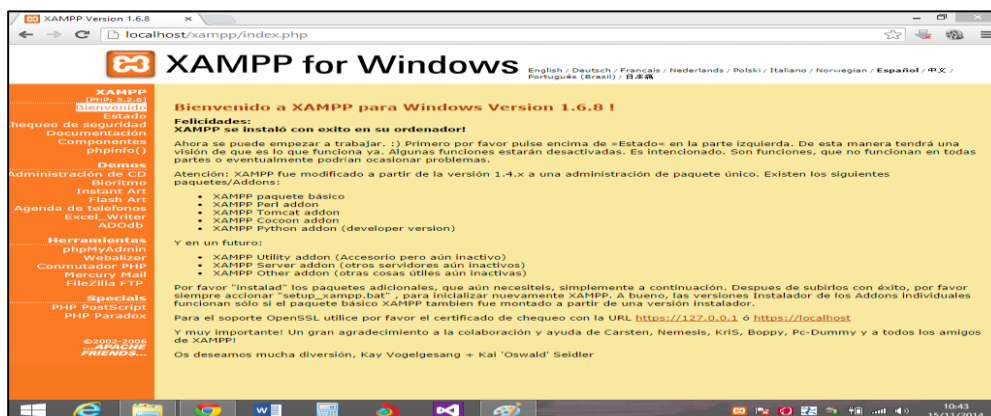 XAMPP Version 1.6.8
localhost/xampp/index.php
XAMPP for Windows
English / Deutsch / Francais / Nederlands / Polski / Italiano / Norwegian / Español / 中文 /
Português (Brasil) / 日本語
XAMPP
[PHP: 5.2.6]
Bienvenido
Estado
hequeo de seguridad
Documentación
Componentes
phpinfo()
Demos
Administración de CD
Bioritmo
Instant Art
Flash Art
Agenda de telefonos
Excel_Writer
ADOdb
Herramientas
phpMyAdmin
Webalizer
Conmutador PHP
Mercury Mail
FileZilla FTP
Specials
PHP PostScript
PHP Paradox
©2002-2006
...APACHE
FRIENDS...
Bienvenido a XAMPP para Windows Version 1.6.8 !
Felicidades:
XAMPP se instaló con exito en su ordenador!
Ahora se puede empezar a trabajar. :) Primero por favor pulse encima de »Estado« en la parte izquierda. De esta manera tendrá una
visión de que es lo que funciona ya. Algunas funciones estarán desactivadas. Es intencionado. Son funciones, que no funcionan en todas
partes o eventualmente podrían ocasionar problemas.
Atención: XAMPP fue modificado a partir de la versión 1.4.x a una administración de paquete único. Existen los siguientes
paquetes/Addons:
• XAMPP paquete básico
• XAMPP Perl addon
• XAMPP Tomcat addon
• XAMPP Cocoon addon
• XAMPP Python addon (developer version)
Y en un futuro:
• XAMPP Utility addon (Accesorio pero aún inactivo)
• XAMPP Server addon (otros servidores aún inactivos)
• XAMPP Other addon (otras cosas útiles aún inactivas)
Por favor "instalad" los paquetes adicionales, que aún necesiteis, simplemente a continuación. Despues de subirlos con éxito, por favor
siempre accionar "setup_xampp.bat" , para inicializar nuevamente XAMPP. A bueno, las versiones Instalador de los Addons individuales
funcionan sólo si el paquete básico XAMPP tambien fue montado a partir de una versión instalador.
Para el soporte OpenSSL utilice por favor el certificado de chequeo con la URL https://127.0.0.1 ó https://localhost
Y muy importante! Un gran agradecimiento a la colaboración y ayuda de Carsten, Nemesis, KriS, Boppy, Pc-Dummy y a todos los amigos
de XAMPP!
Os deseamos mucha diversión, Kay Vogelgesang + Kai 'Oswald' Seidler
10:43
15/11/2014